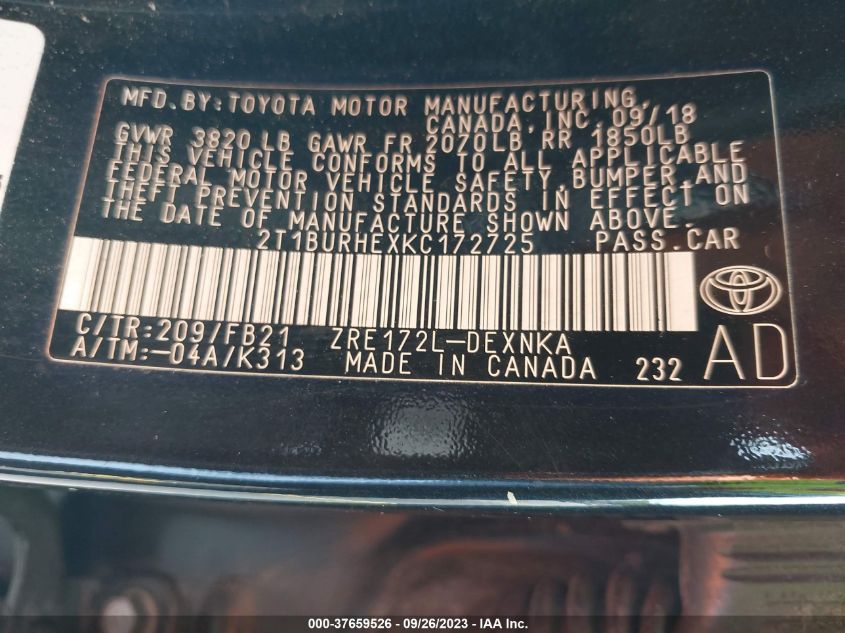 MFD.BY:TOYOTA MOTOR MANUFACTURING,
CANADA,INC.09/18
GVWR 3820 LB GAWR FR 2070LB RR 1850LB
THIS VEHICLE CONFORMS TO ALL APPLICABLE
FEDERAL MOTOR VEHICLE SAFETY,BUMPER AND
THEFT PREVENTION STANDARDS IN EFFECT ON
THE DATE OF MANUFACTURE SHOWN ABOVE.
2T1BURHEXKC172725 PASS.CAR
C/TR:209/FB21 ZRE172L-DEXNKA
A/TM:-04A/K313 MADE IN CANADA 232 AD
000-37659526 - 09/26/2023 - IAA Inc.